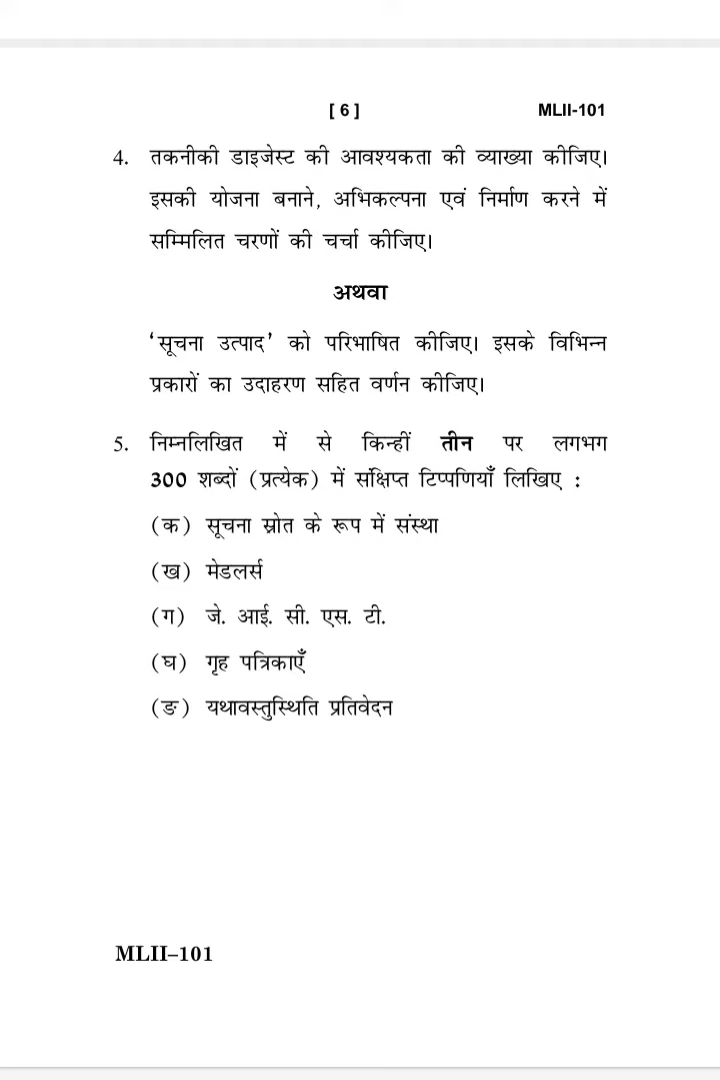 [ 6 ] MLII-101
4. तकनीकी डाइजेस्ट की आवश्यकता की व्याख्या कीजिए।
इसकी योजना बनाने, अभिकल्पना एवं निर्माण करने में
सम्मिलित चरणों की चर्चा कीजिए।
अथवा
‘सूचना उत्पाद’ को परिभाषित कीजिए। इसके विभिन्न
प्रकारों का उदाहरण सहित वर्णन कीजिए।
5. निम्नलिखित में से किन्हीं तीन पर लगभग
300 शब्दों (प्रत्येक) में संक्षिप्त टिप्पणियाँ लिखिए :
(क) सूचना स्रोत के रूप में संस्था
(ख) मेडलर्स
(ग) जे. आई. सी. एस. टी.
(घ) गृह पत्रिकाएँ
(ङ) यथावस्तुस्थिति प्रतिवेदन
MLII–101